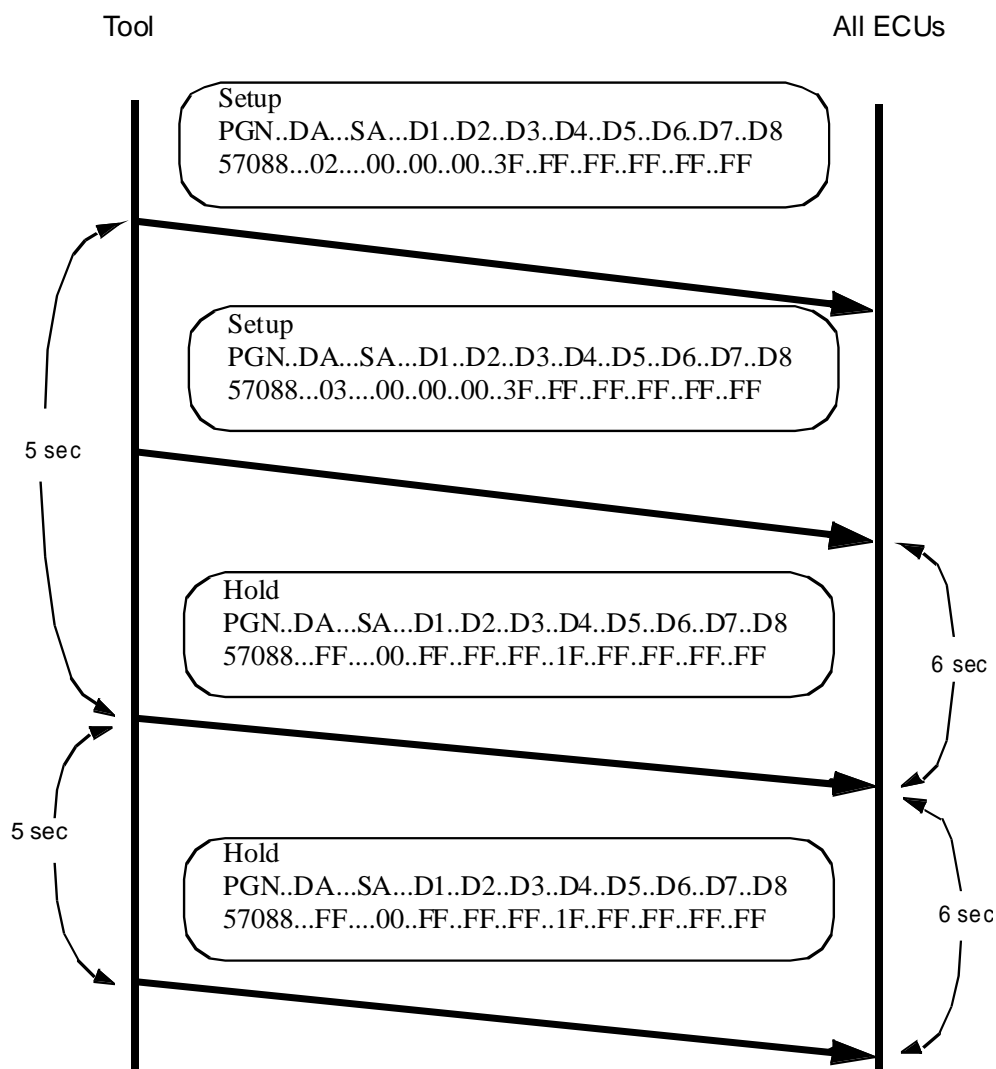 Tool
All ECUs
Setup
PGN..DA...SA...D1..D2..D3..D4..D5..D6..D7..D8
57088...02....00..00..00..3F..FF..FF..FF..FF..FF
Setup
PGN..DA...SA...D1..D2..D3..D4..D5..D6..D7..D8
57088...03....00..00..00..3F..FF..FF..FF..FF..FF
5 sec
Hold
PGN..DA...SA...D1..D2..D3..D4..D5..D6..D7..D8
57088...FF....00..FF..FF..FF..1F..FF..FF..FF..FF
6 sec
5 sec
Hold
PGN..DA...SA...D1..D2..D3..D4..D5..D6..D7..D8
57088...FF....00..FF..FF..FF..1F..FF..FF..FF..FF
6 sec